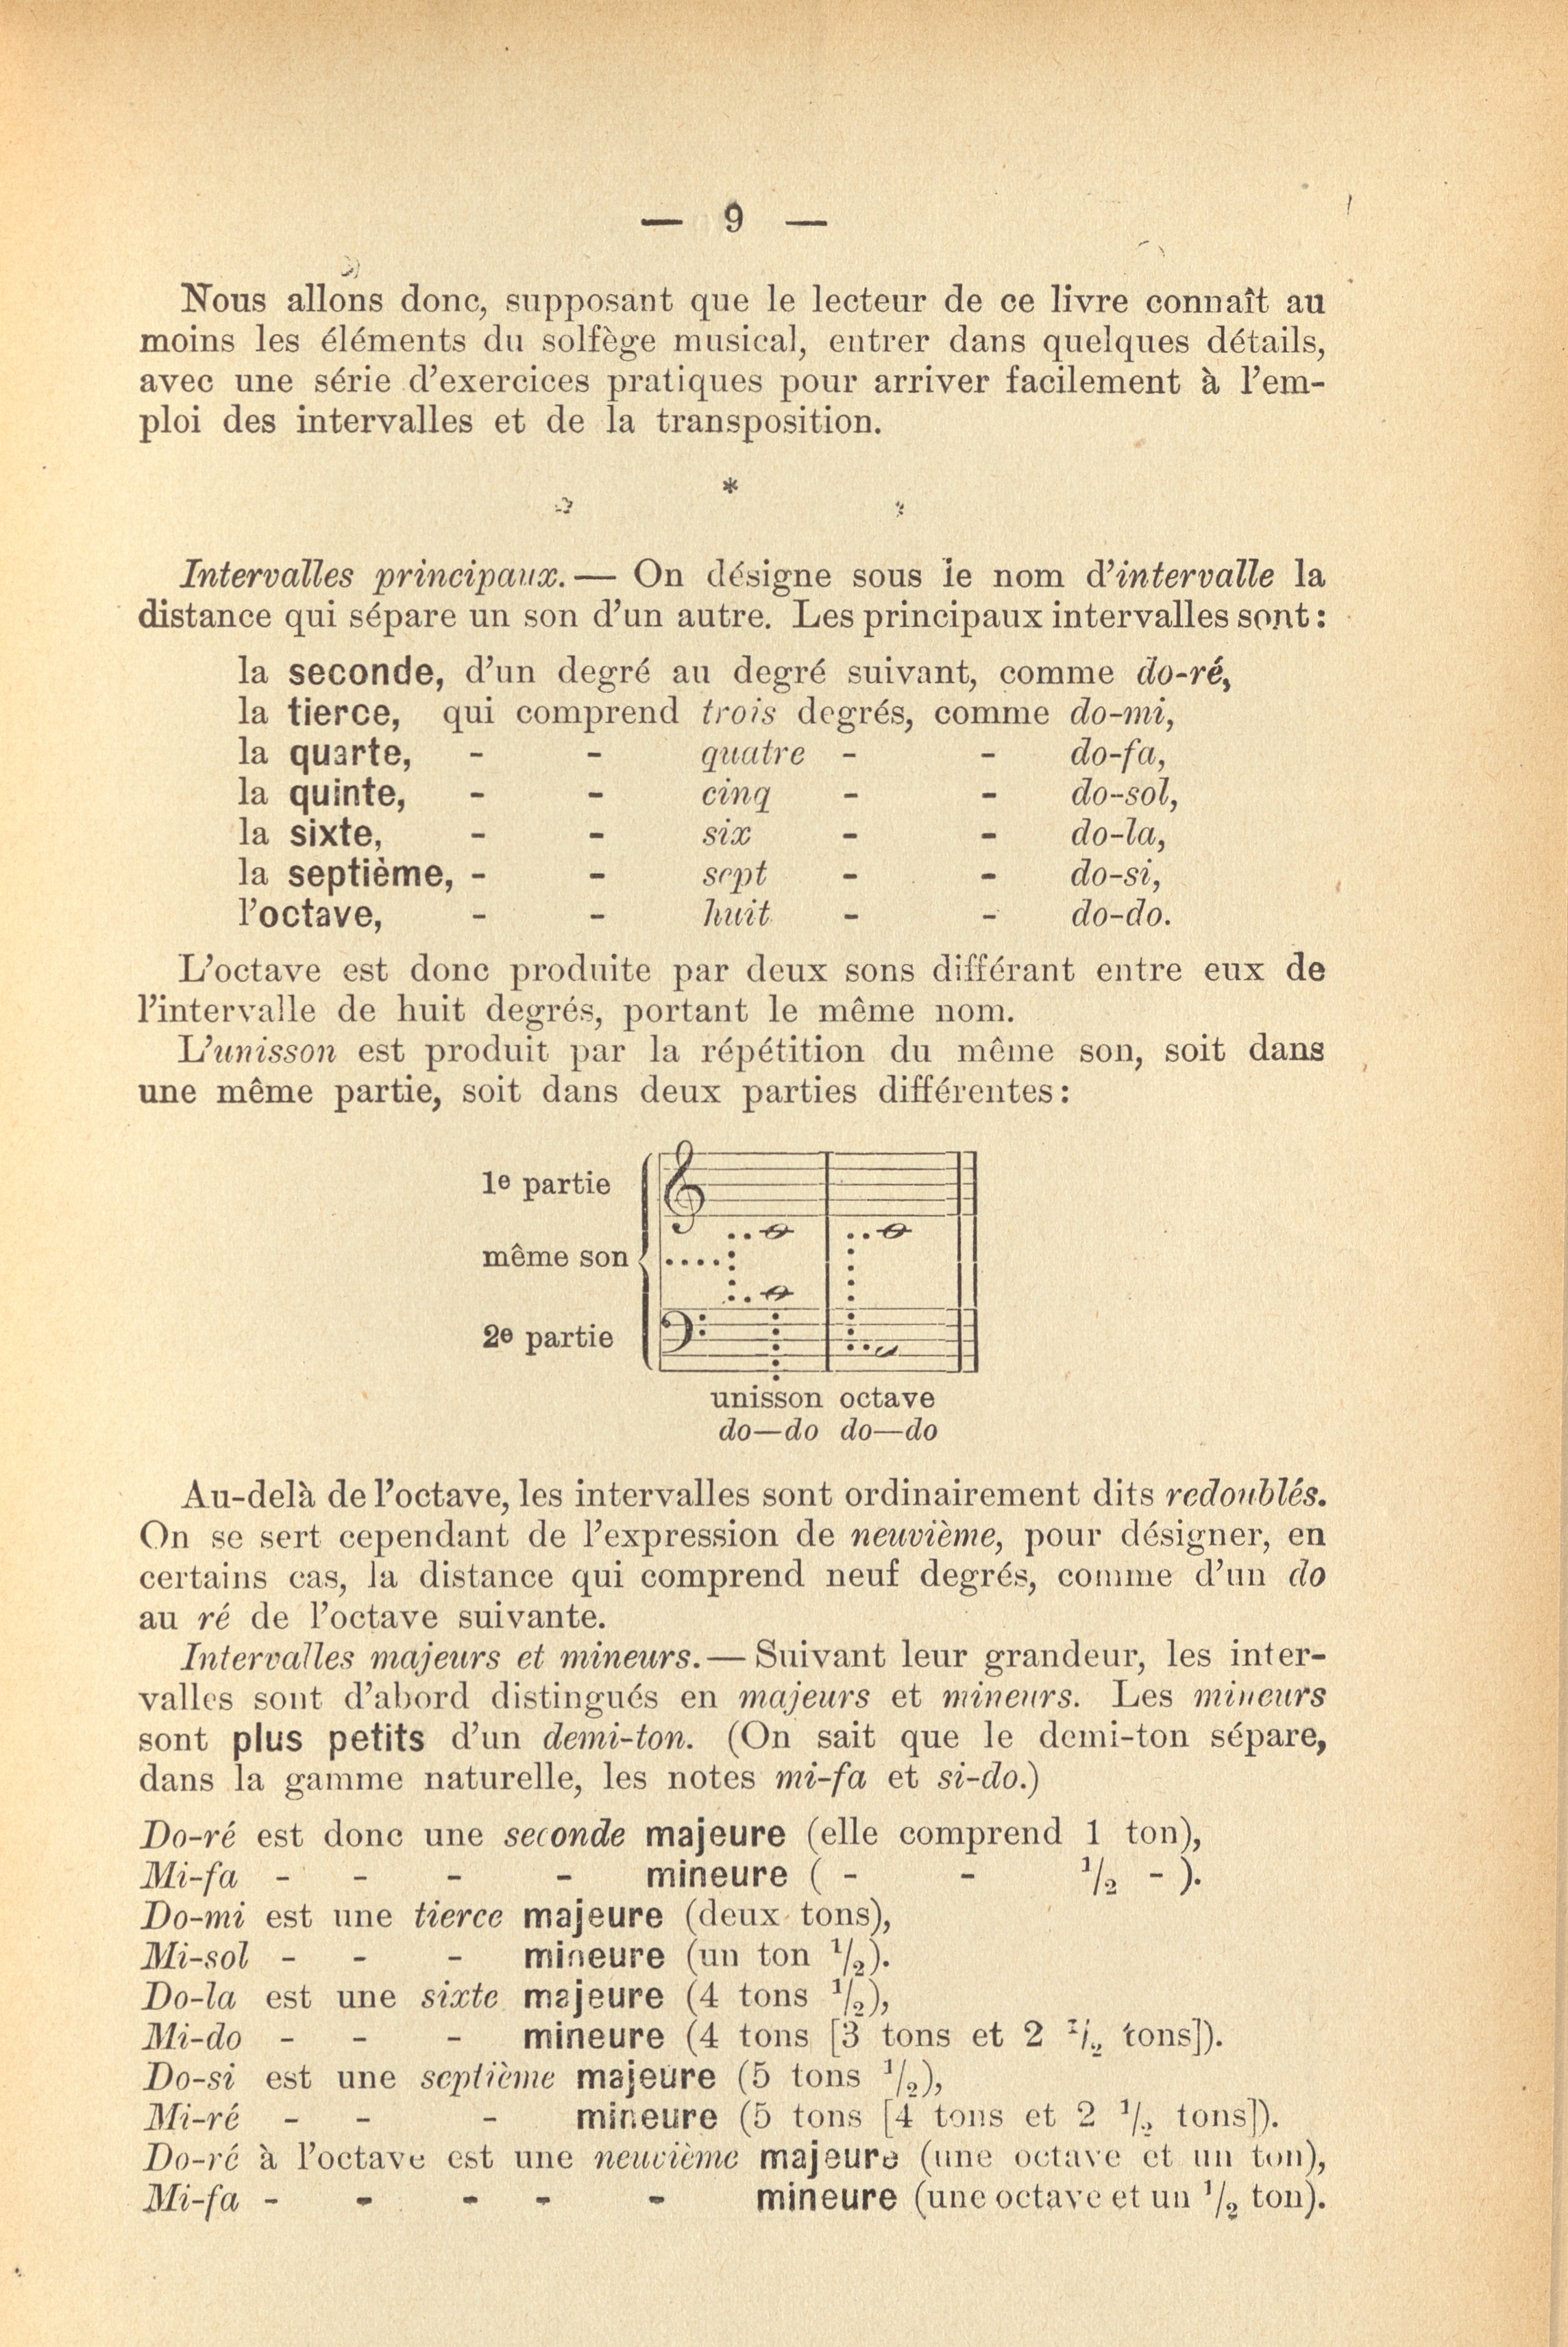 — 9 —
Nous allons donc, supposant que le lecteur de ce livre connaît au
moins les éléments du solfège musical, entrer dans quelques détails,
avec une série d'exercices pratiques pour arriver facilement à l'em-
ploi des intervalles et de la transposition.
*
Intervalles principaux. — On désigne sous le nom d'intervalle la
distance qui sépare un son d'un autre. Les principaux intervalles sont :
la seconde, d'un degré au degré suivant, comme do-ré,
la tierce, qui comprend trois degrés, comme do-mi,
la quarte, - - quatre - - do-fa,
la quinte, - - cinq - - do-sol,
la sixte, - - six - - do-la,
la septième, - - sept - - do-si,
l'octave, - - huit - - do-do.
L'octave est donc produite par deux sons différant entre eux de
l'intervalle de huit degrés, portant le même nom.
L'unisson est produit par la répétition du même son, soit dans
une même partie, soit dans deux parties différentes :
1e partie
même son
2e partie
unisson octave
do—do do—do
Au-delà de l'octave, les intervalles sont ordinairement dits redoublés.
On se sert cependant de l'expression de neuvième, pour désigner, en
certains cas, la distance qui comprend neuf degrés, comme d'un do
au ré de l'octave suivante.
Intervalles majeurs et mineurs. — Suivant leur grandeur, les inter-
valles sont d'abord distingués en majeurs et mineurs. Les mineurs
sont plus petits d'un demi-ton. (On sait que le demi-ton sépare,
dans la gamme naturelle, les notes mi-fa et si-do.)
Do-ré est donc une seconde majeure (elle comprend 1 ton),
Mi-fa - - - - mineure ( - - 1/2 - ).
Do-mi est une tierce majeure (deux tons),
Mi-sol - - - mineure (un ton 1/2).
Do-la est une sixte majeure (4 tons 1/2),
Mi-do - - - mineure (4 tons [3 tons et 2 1/2 tons]).
Do-si est une septième majeure (5 tons 1/2),
Mi-ré - - - mineure (5 tons [4 tons et 2 1/2 tons]).
Do-ré à l'octave est une neuvième majeure (une octave et un ton),
Mi-fa - - - - - mineure (une octave et un 1/2 ton).